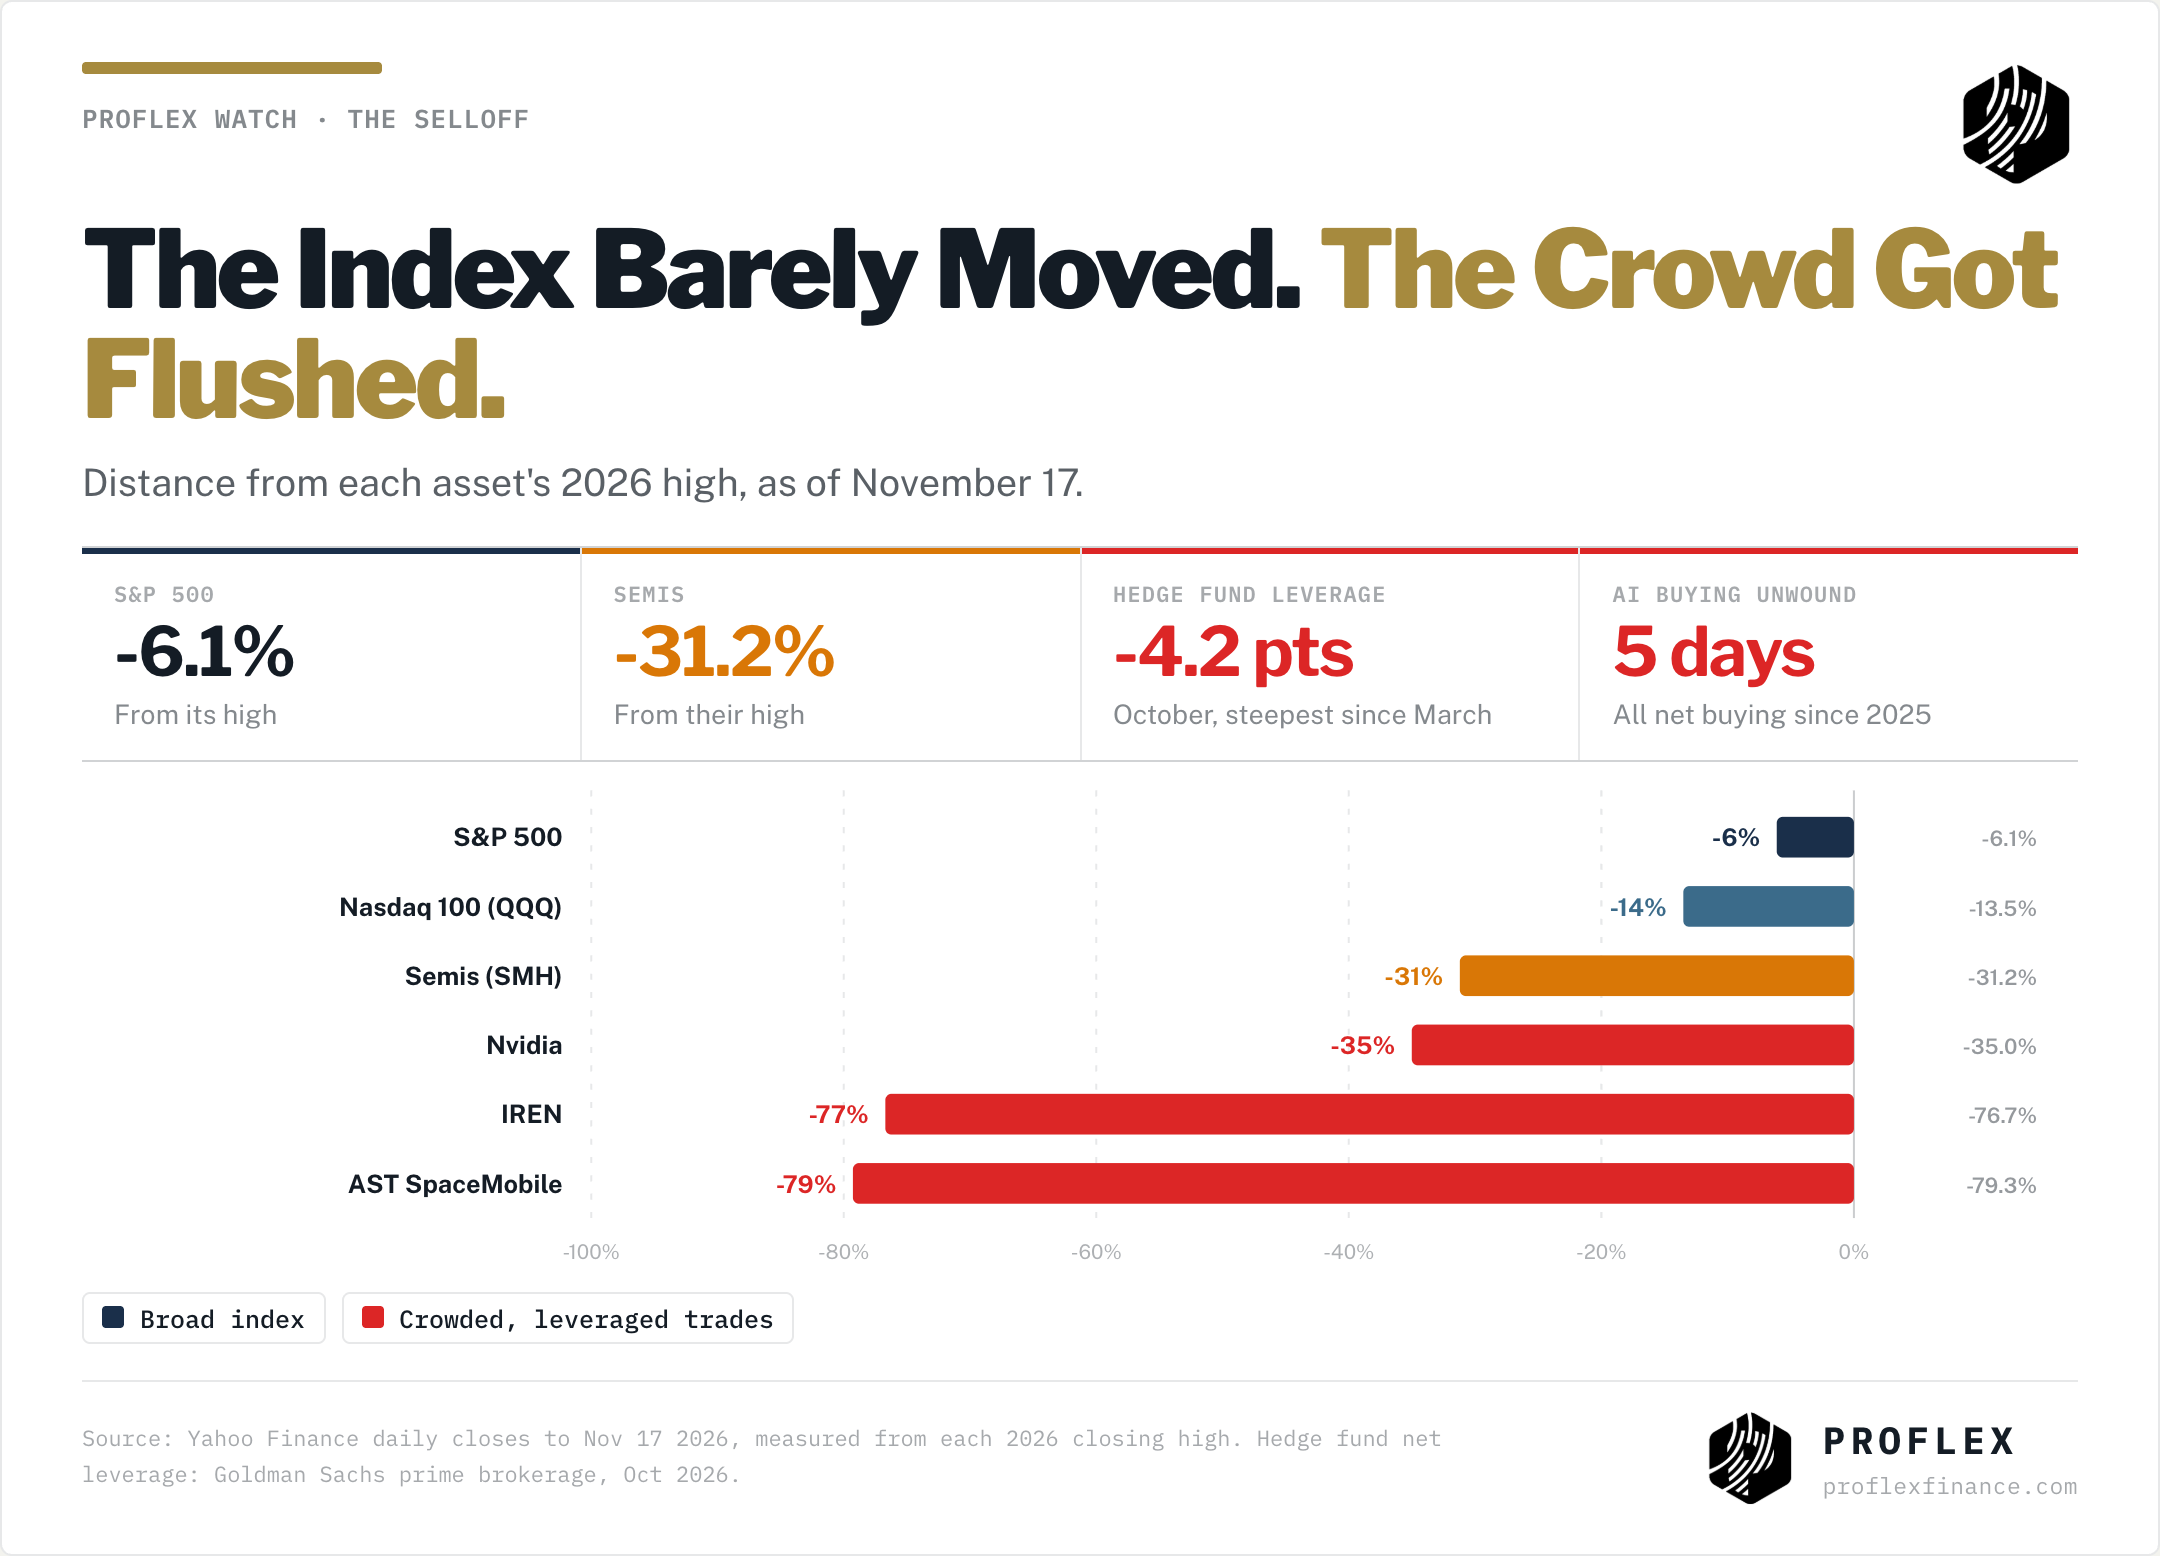 PROFLEX WATCH · THE SELLOFF
The Index Barely Moved. The Crowd Got
Flushed.
Distance from each asset's 2026 high, as of November 17.
S&P 500
-6.1%
From its high
SEMIS
-31.2%
From their high
HEDGE FUND LEVERAGE
-4.2 pts
October, steepest since March
AI BUYING UNWOUND
5 days
All net buying since 2025
S&P 500 -6% -6.1%
Nasdaq 100 (QQQ) -14% -13.5%
Semis (SMH) -31% -31.2%
Nvidia -35% -35.0%
IREN -77% -76.7%
AST SpaceMobile -79% -79.3%
-100% -80% -60% -40% -20% 0%
Broad index Crowded, leveraged trades
Source: Yahoo Finance daily closes to Nov 17 2026, measured from each 2026 closing high. Hedge fund net
leverage: Goldman Sachs prime brokerage, Oct 2026.
PROFLEX
proflexfinance.com